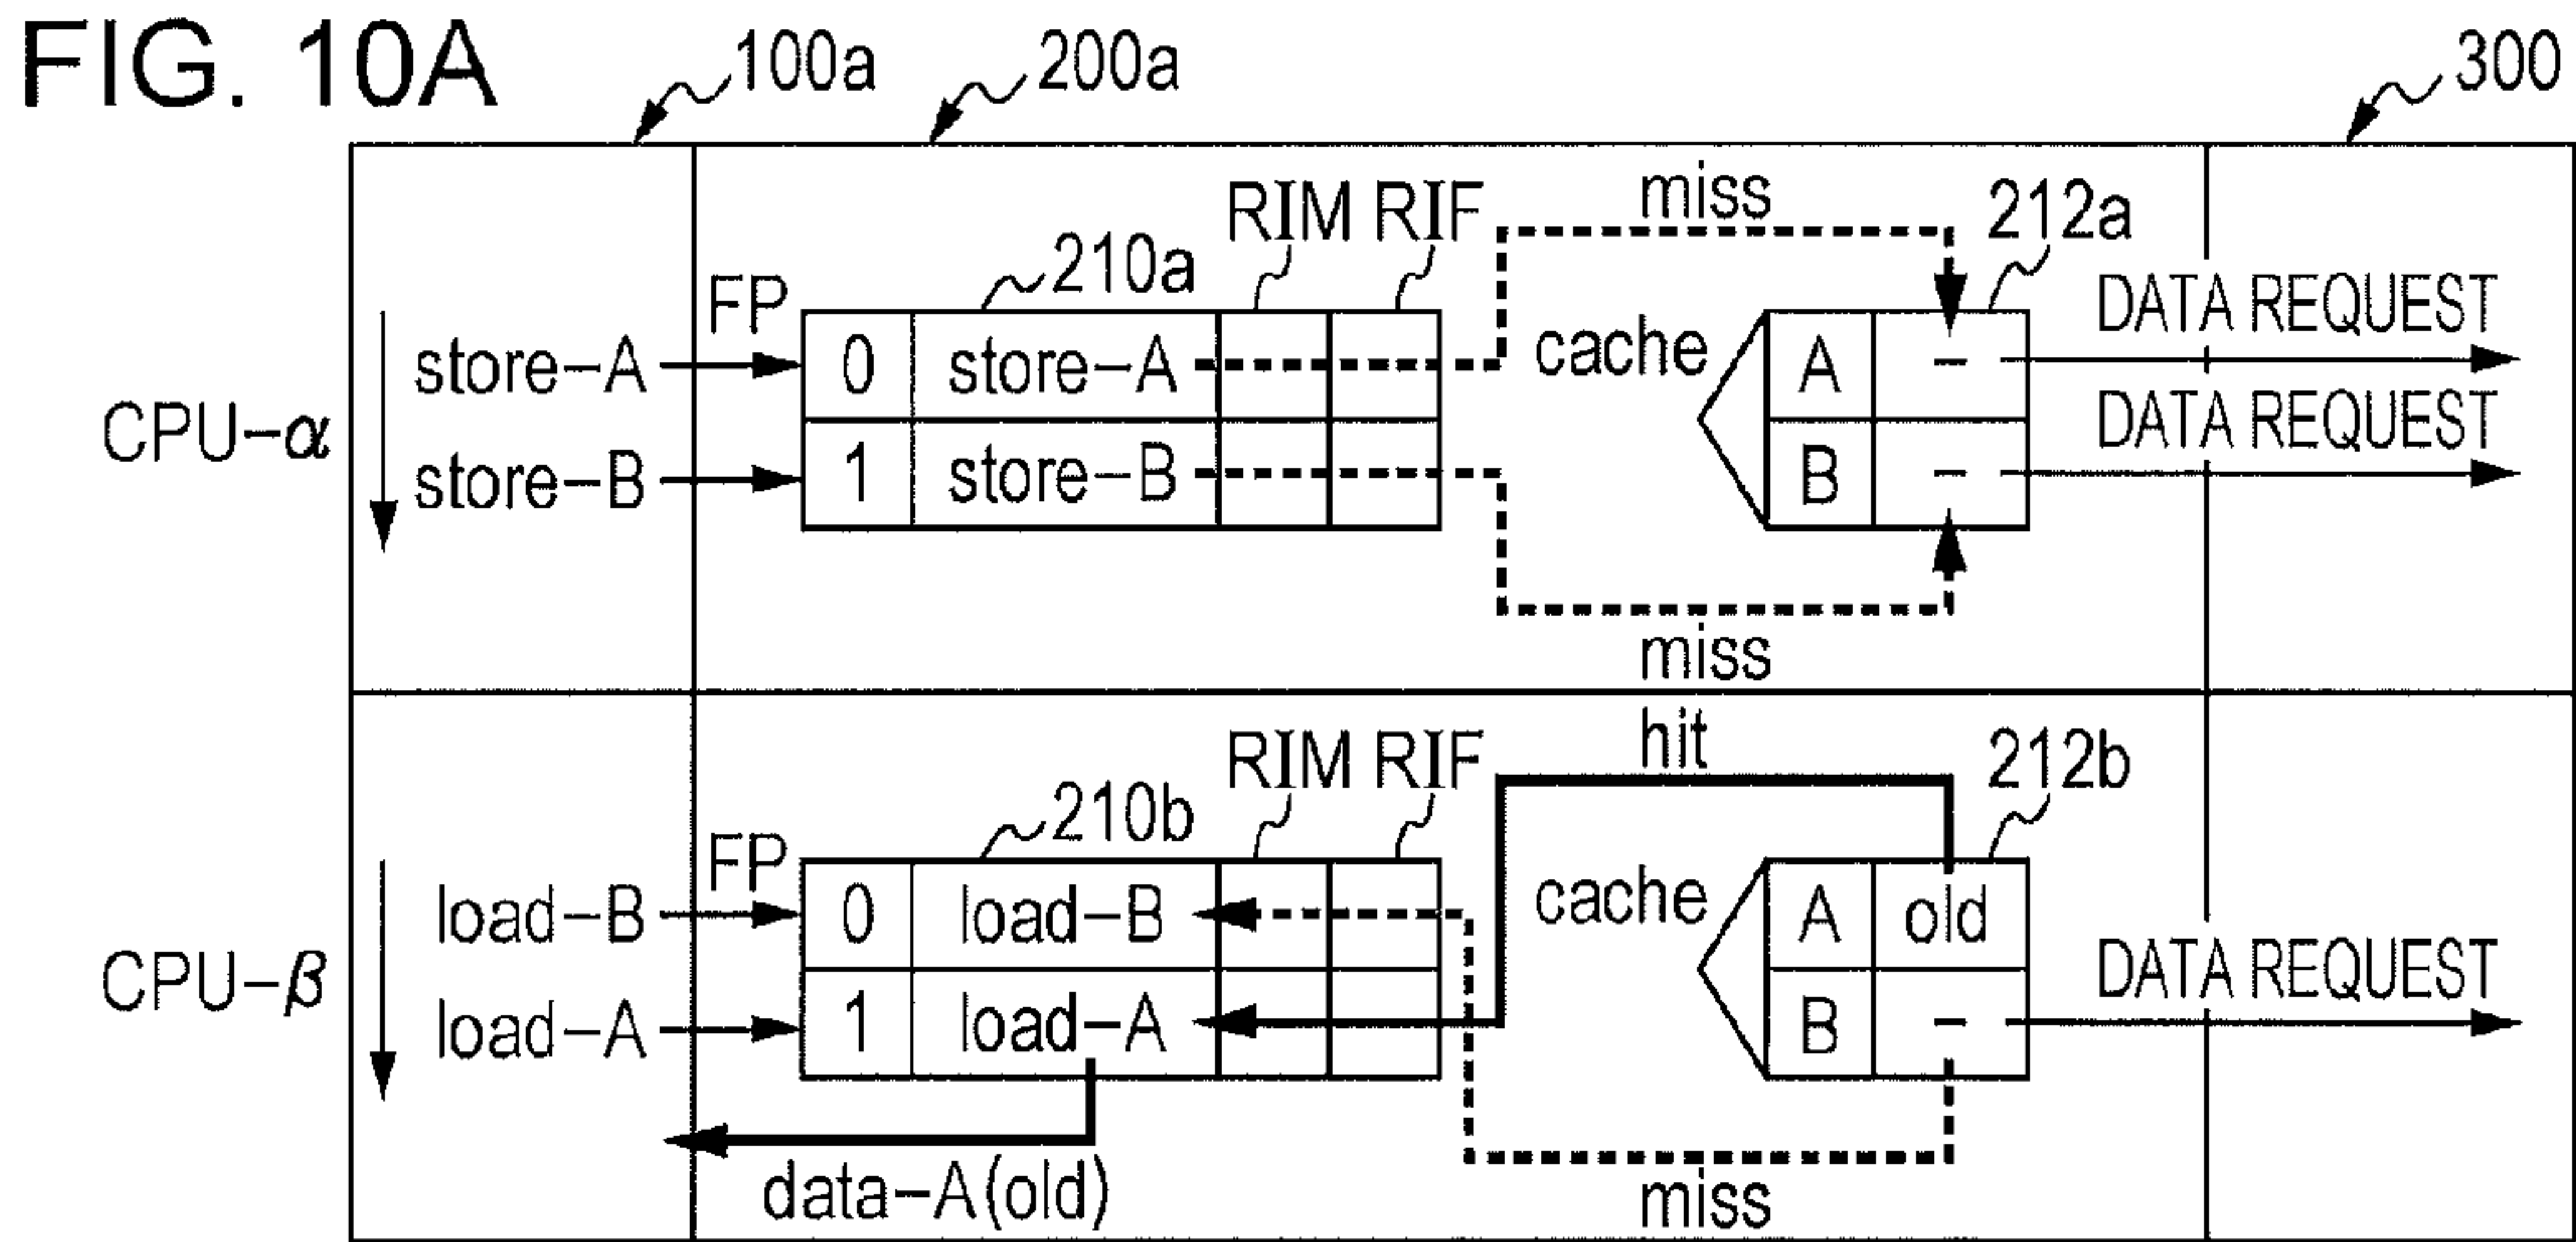 FIG. 10A
100a
200a
300
miss
RIM RIF
212a
210a
FP
DATA REQUEST
store-A
0
store-A
cache
A
-
CPU-α
DATA REQUEST
store-B
1
store-B
B
-
miss
hit
RIM RIF
212b
210b
FP
load-B
0
load-B
cache
A
old
CPU-β
DATA REQUEST
load-A
1
load-A
B
-
data-A(old)
miss